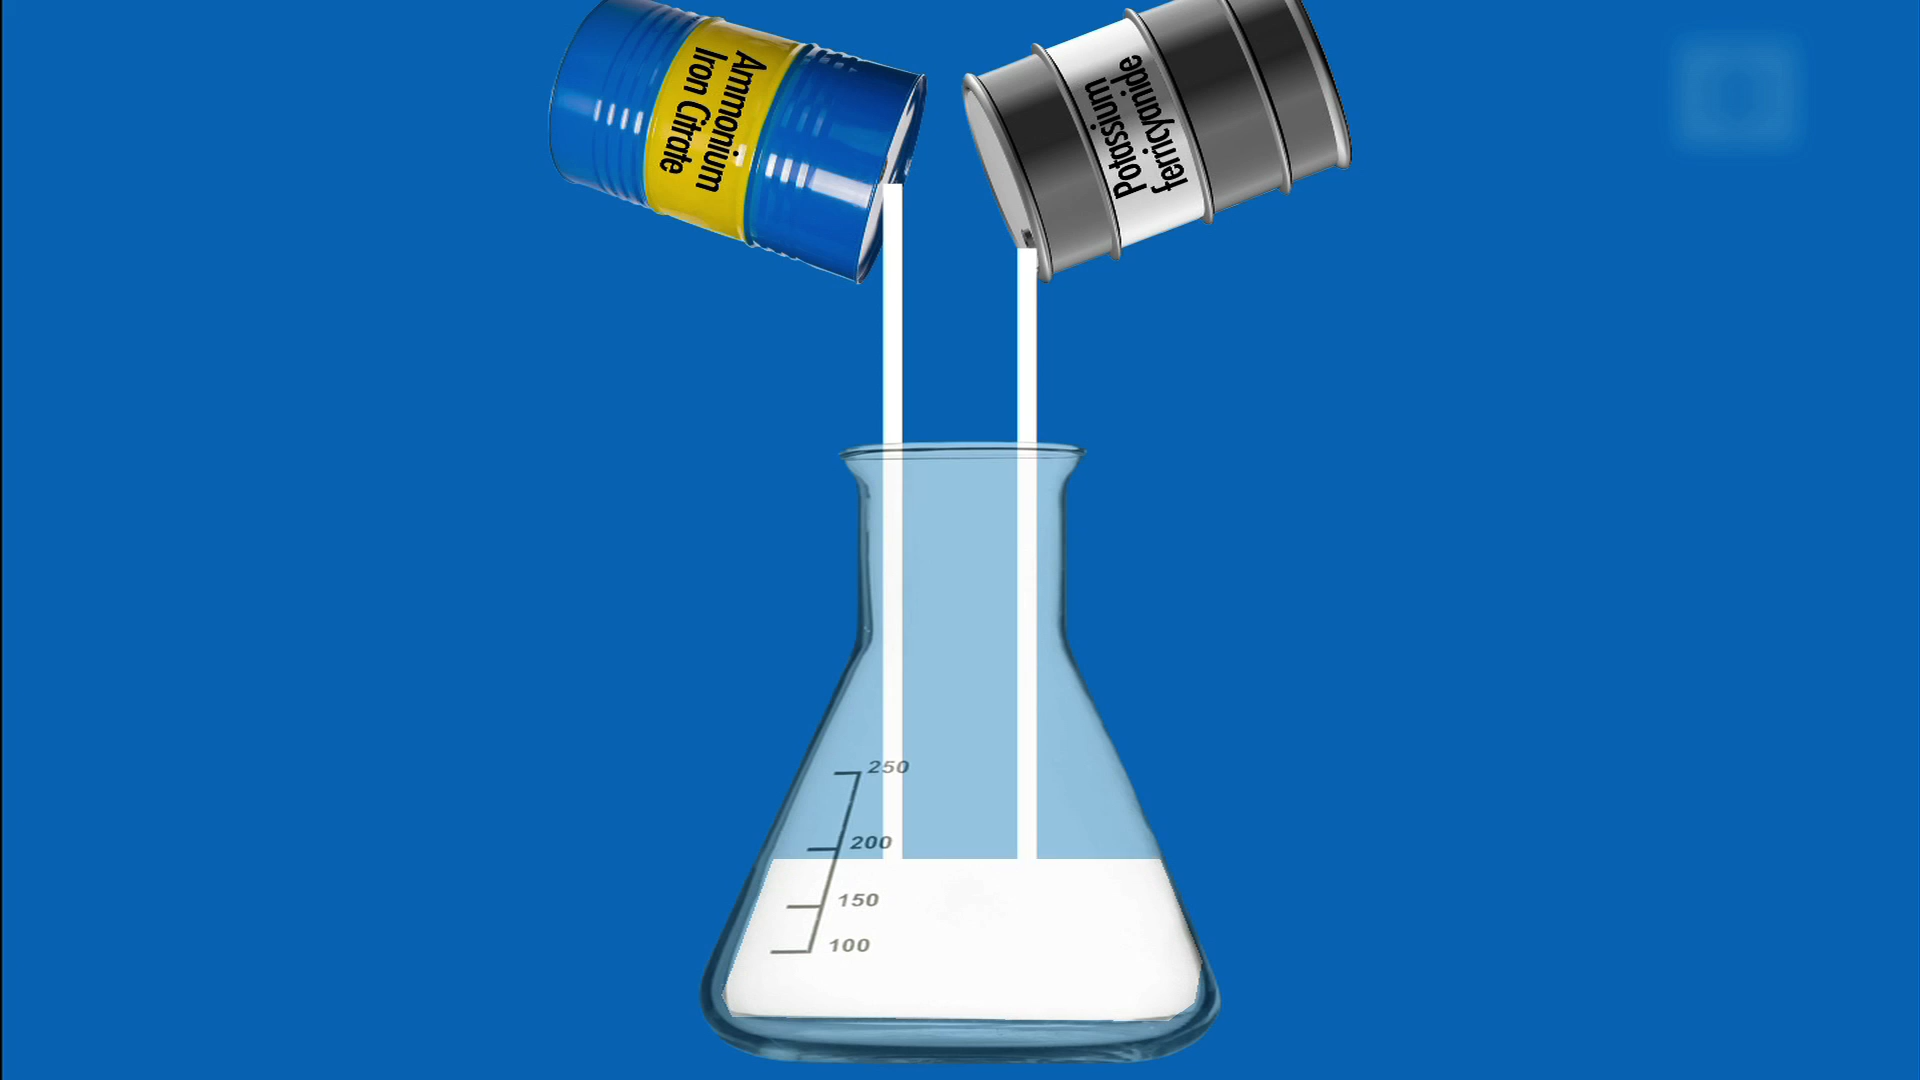 Ammonium
Iron Citrate
Potassium
ferricyanide
250
200
150
100